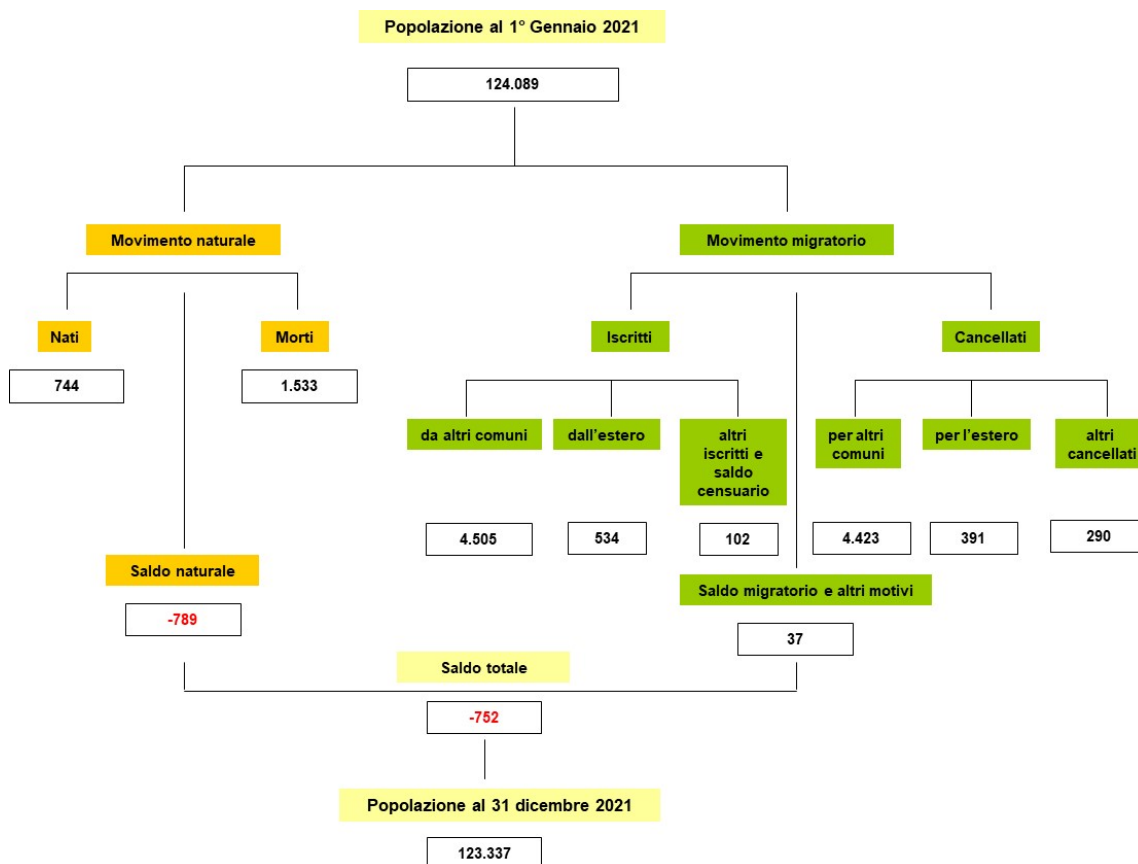 Popolazione al 1° Gennaio 2021
124.089
Movimento naturale
Movimento migratorio
Nati
Morti
Iscritti
Cancellati
744
1.533
da altri comuni
dall'estero
altri
iscritti e
saldo
censuario
per altri
comuni
per l'estero
altri
cancellati
4.505
534
102
4.423
391
290
Saldo naturale
-789
Saldo migratorio e altri motivi
37
Saldo totale
-752
Popolazione al 31 dicembre 2021
123.337